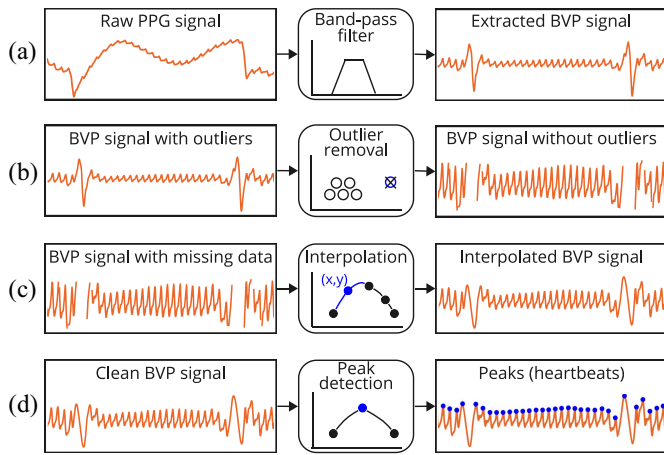 (a)
Raw PPG signal
Band-pass
filter
Extracted BVP signal
(b)
BVP signal with outliers
Outlier
removal
BVP signal without outliers
(c)
BVP signal with missing data
Interpolation
(x,y)
Interpolated BVP signal
(d)
Clean BVP signal
Peak
detection
Peaks (heartbeats)